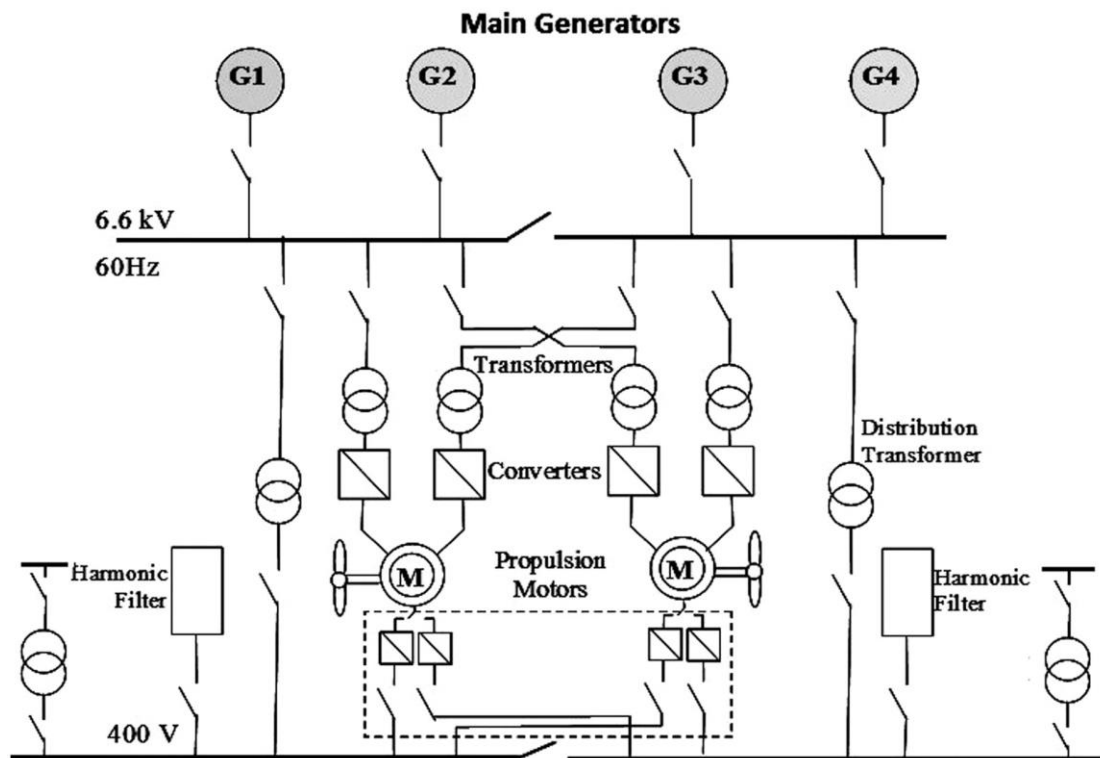 Main Generators
G1
G2
G3
G4
6.6 kV
60Hz
Transformers
Distribution
Transformer
Converters
Harmonic
Filter
Propulsion
Motors
M
M
Harmonic
Filter
400 V